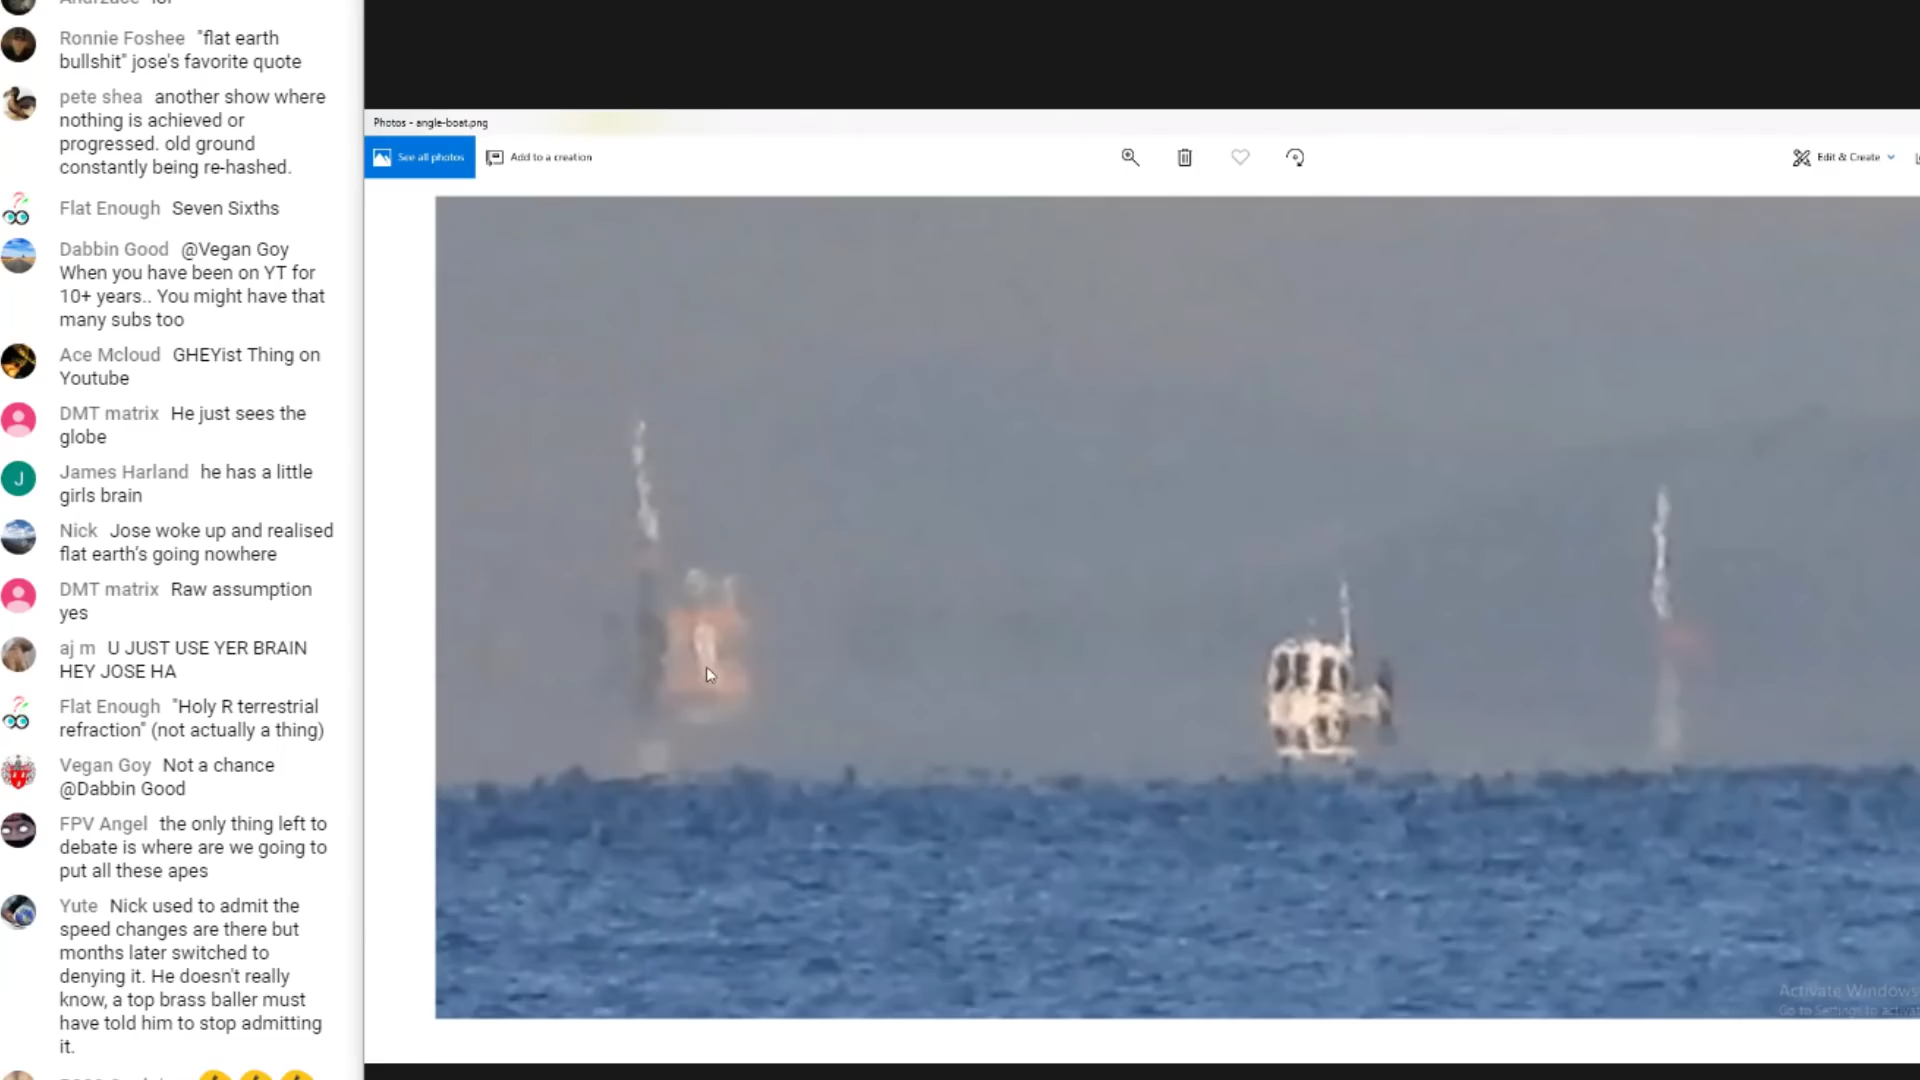 Ronnie Foshee "flat earth
bullshit" jose's favorite quote
pete shea another show where
nothing is achieved or
progressed. old ground
constantly being re-hashed.
Flat Enough Seven Sixths
Dabbin Good @Vegan Goy
When you have been on YT for
10+ years.. You might have that
many subs too
Ace Mcloud GHEYist Thing on
Youtube
DMT matrix He just sees the
globe
J
James Harland he has a little
girls brain
Nick Jose woke up and realised
flat earth's going nowhere
DMT matrix Raw assumption
yes
aj m U JUST USE YER BRAIN
HEY JOSE HA
Flat Enough "Holy R terrestrial
refraction" (not actually a thing)
Vegan Goy Not a chance
@Dabbin Good
FPV Angel the only thing left to
debate is where are we going to
put all these apes
Yute Nick used to admit the
speed changes are there but
months later switched to
denying it. He doesn't really
know, a top brass baller must
have told him to stop admitting
it.
Photos - angle-boat.png
See all photos
Add to a creation
Edit & Create
Activate Windows
Go to Settings to